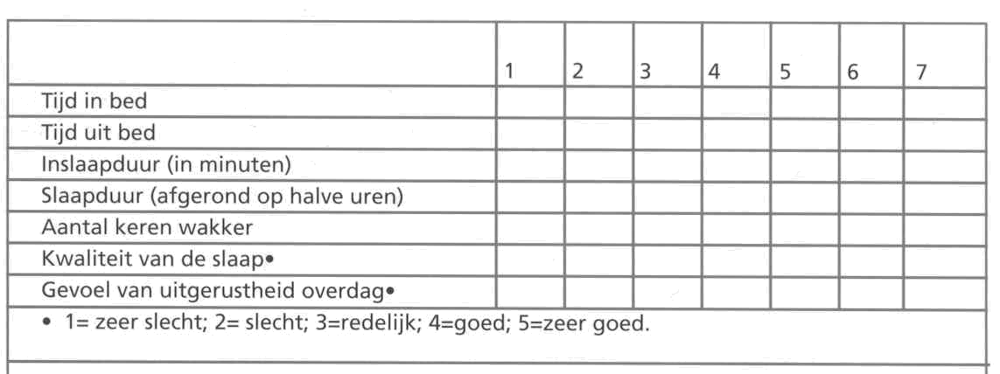 1 2 3 4 5 6 7
Tijd in bed
Tijd uit bed
Inslaapduur (in minuten)
Slaapduur (afgerond op halve uren)
Aantal keren wakker
Kwaliteit van de slaap•
Gevoel van uitgerustheid overdag•
• 1= zeer slecht; 2= slecht; 3=redelijk; 4=goed; 5=zeer goed.